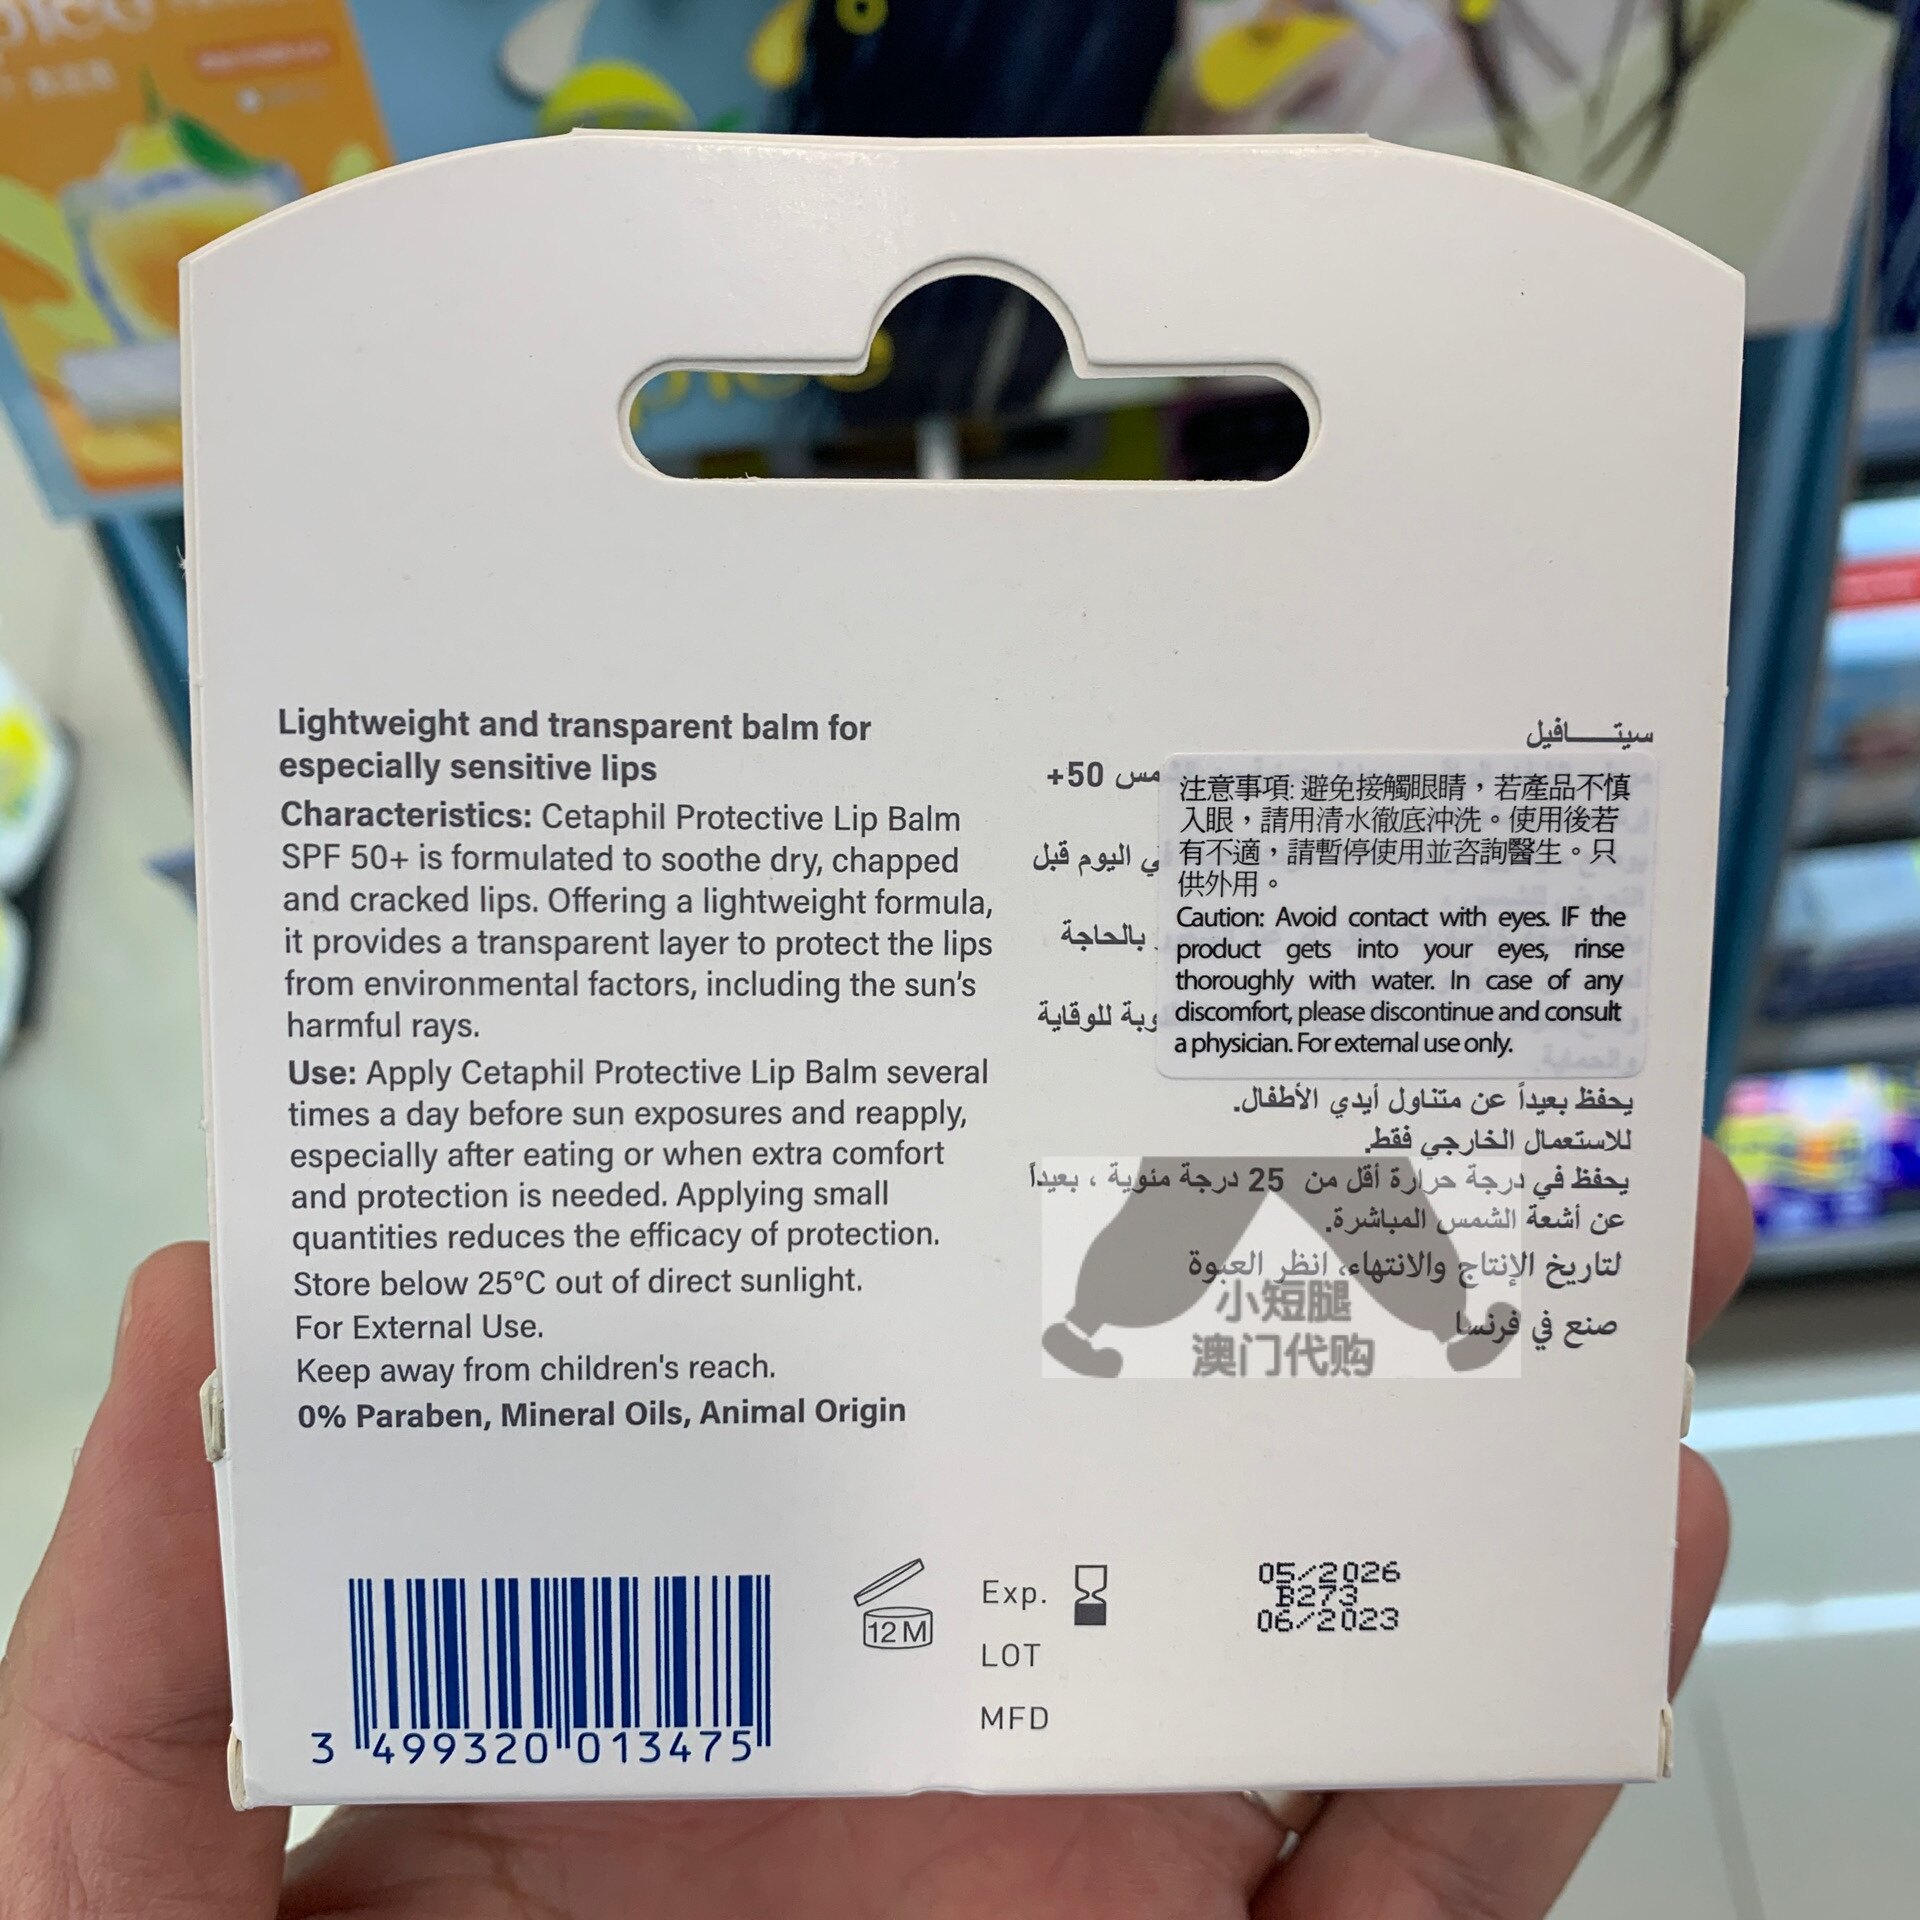 Lightweight and transparent balm for
especially sensitive lips
Characteristics: Cetaphil Protective Lip Balm
SPF 50+ is formulated to soothe dry, chapped
and cracked lips. Offering a lightweight formula,
it provides a transparent layer to protect the lips
from environmental factors, including the sun's
harmful rays.
Use: Apply Cetaphil Protective Lip Balm several
times a day before sun exposures and reapply,
especially after eating or when extra comfort
and protection is needed. Applying small
quantities reduces the efficacy of protection.
Store below 25°C out of direct sunlight.
For External Use.
Keep away from children's reach.
0% Paraben, Mineral Oils, Animal Origin
سيتـــــافيل
50+
اليوم قبل
بالحاجة
للوقاية
注意事項: 避免接觸眼睛，若產品不慎
入眼，請用清水徹底沖洗。使用後若
有不適，請暫停使用並咨詢醫生。只
供外用。
Caution: Avoid contact with eyes. IF the
product gets into your eyes, rinse
thoroughly with water. In case of any
discomfort, please discontinue and consult
a physician. For external use only.
يحفظ بعيداً عن متناول أيدي الأطفال.
للاستعمال الخارجي فقط.
يحفظ في درجة حرارة أقل من 25 درجة مئوية ، بعيداً
عن أشعة الشمس المباشرة.
لتاريخ الإنتاج والانتهاء، انظر العبوة
صنع في فرنسا
小短腿
澳门代购
12 M
Exp.
LOT
MFD
05/2026
B273
06/2023
3 499320 013475